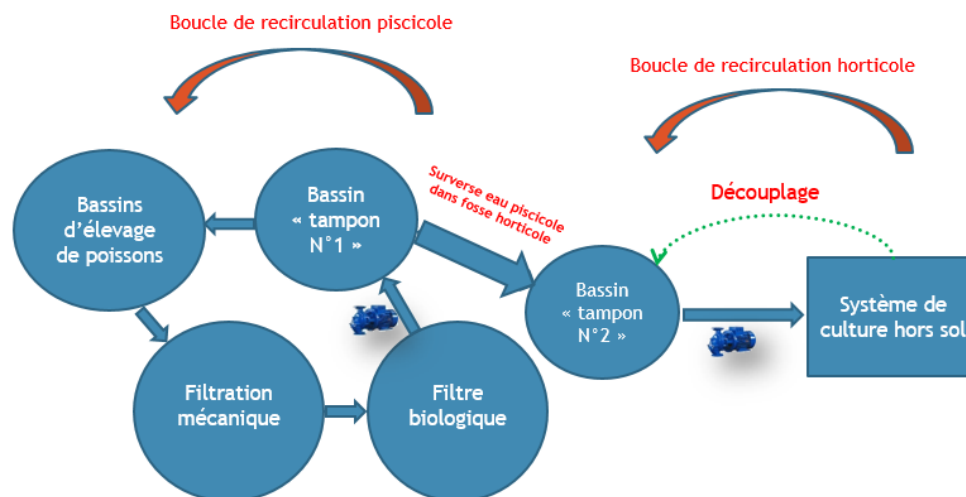 Boucle de recirculation piscicole
Boucle de recirculation horticole
Bassins
d’élevage
de poissons
Bassin
« tampon
N°1 »
Surverse eau piscicole
dans fosse horticole
Découplage
Bassin
« tampon
N°2 »
Système de
culture hors sol
Filtration
mécanique
Filtre
biologique